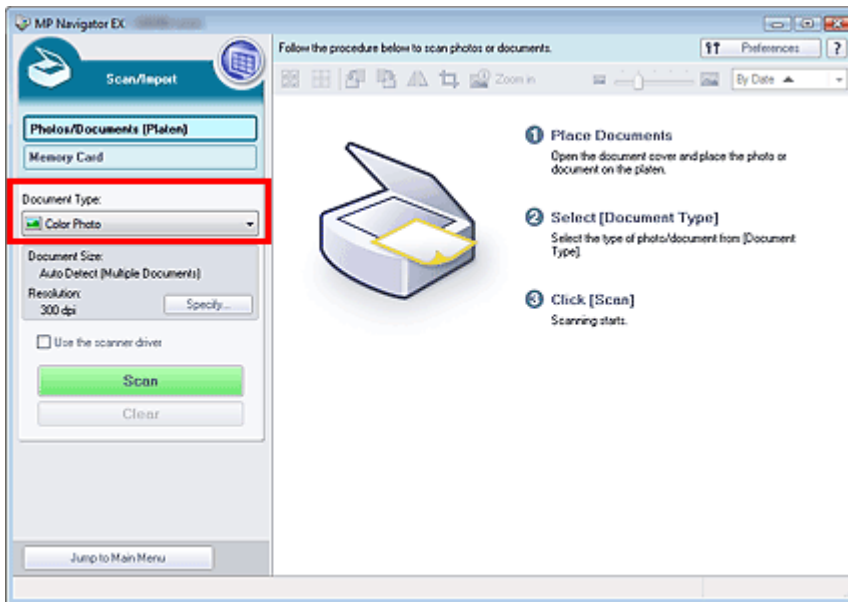 MP Navigator EX
Scan/Import
Photos/Documents (Platen)
Memory Card
Document Type:
Color Photo
Document Size:
Auto Detect (Multiple Documents)
Resolution:
300 dpi
Specify...
Use the scanner driver
Scan
Clear
Jump to Main Menu
Follow the procedure below to scan photos or documents.
Preferences
?
Zoom in
By Date
1 Place Documents
Open the document cover and place the photo or
document on the platen.
2 Select [Document Type]
Select the type of photo/document from [Document
Type].
3 Click [Scan]
Scanning starts.